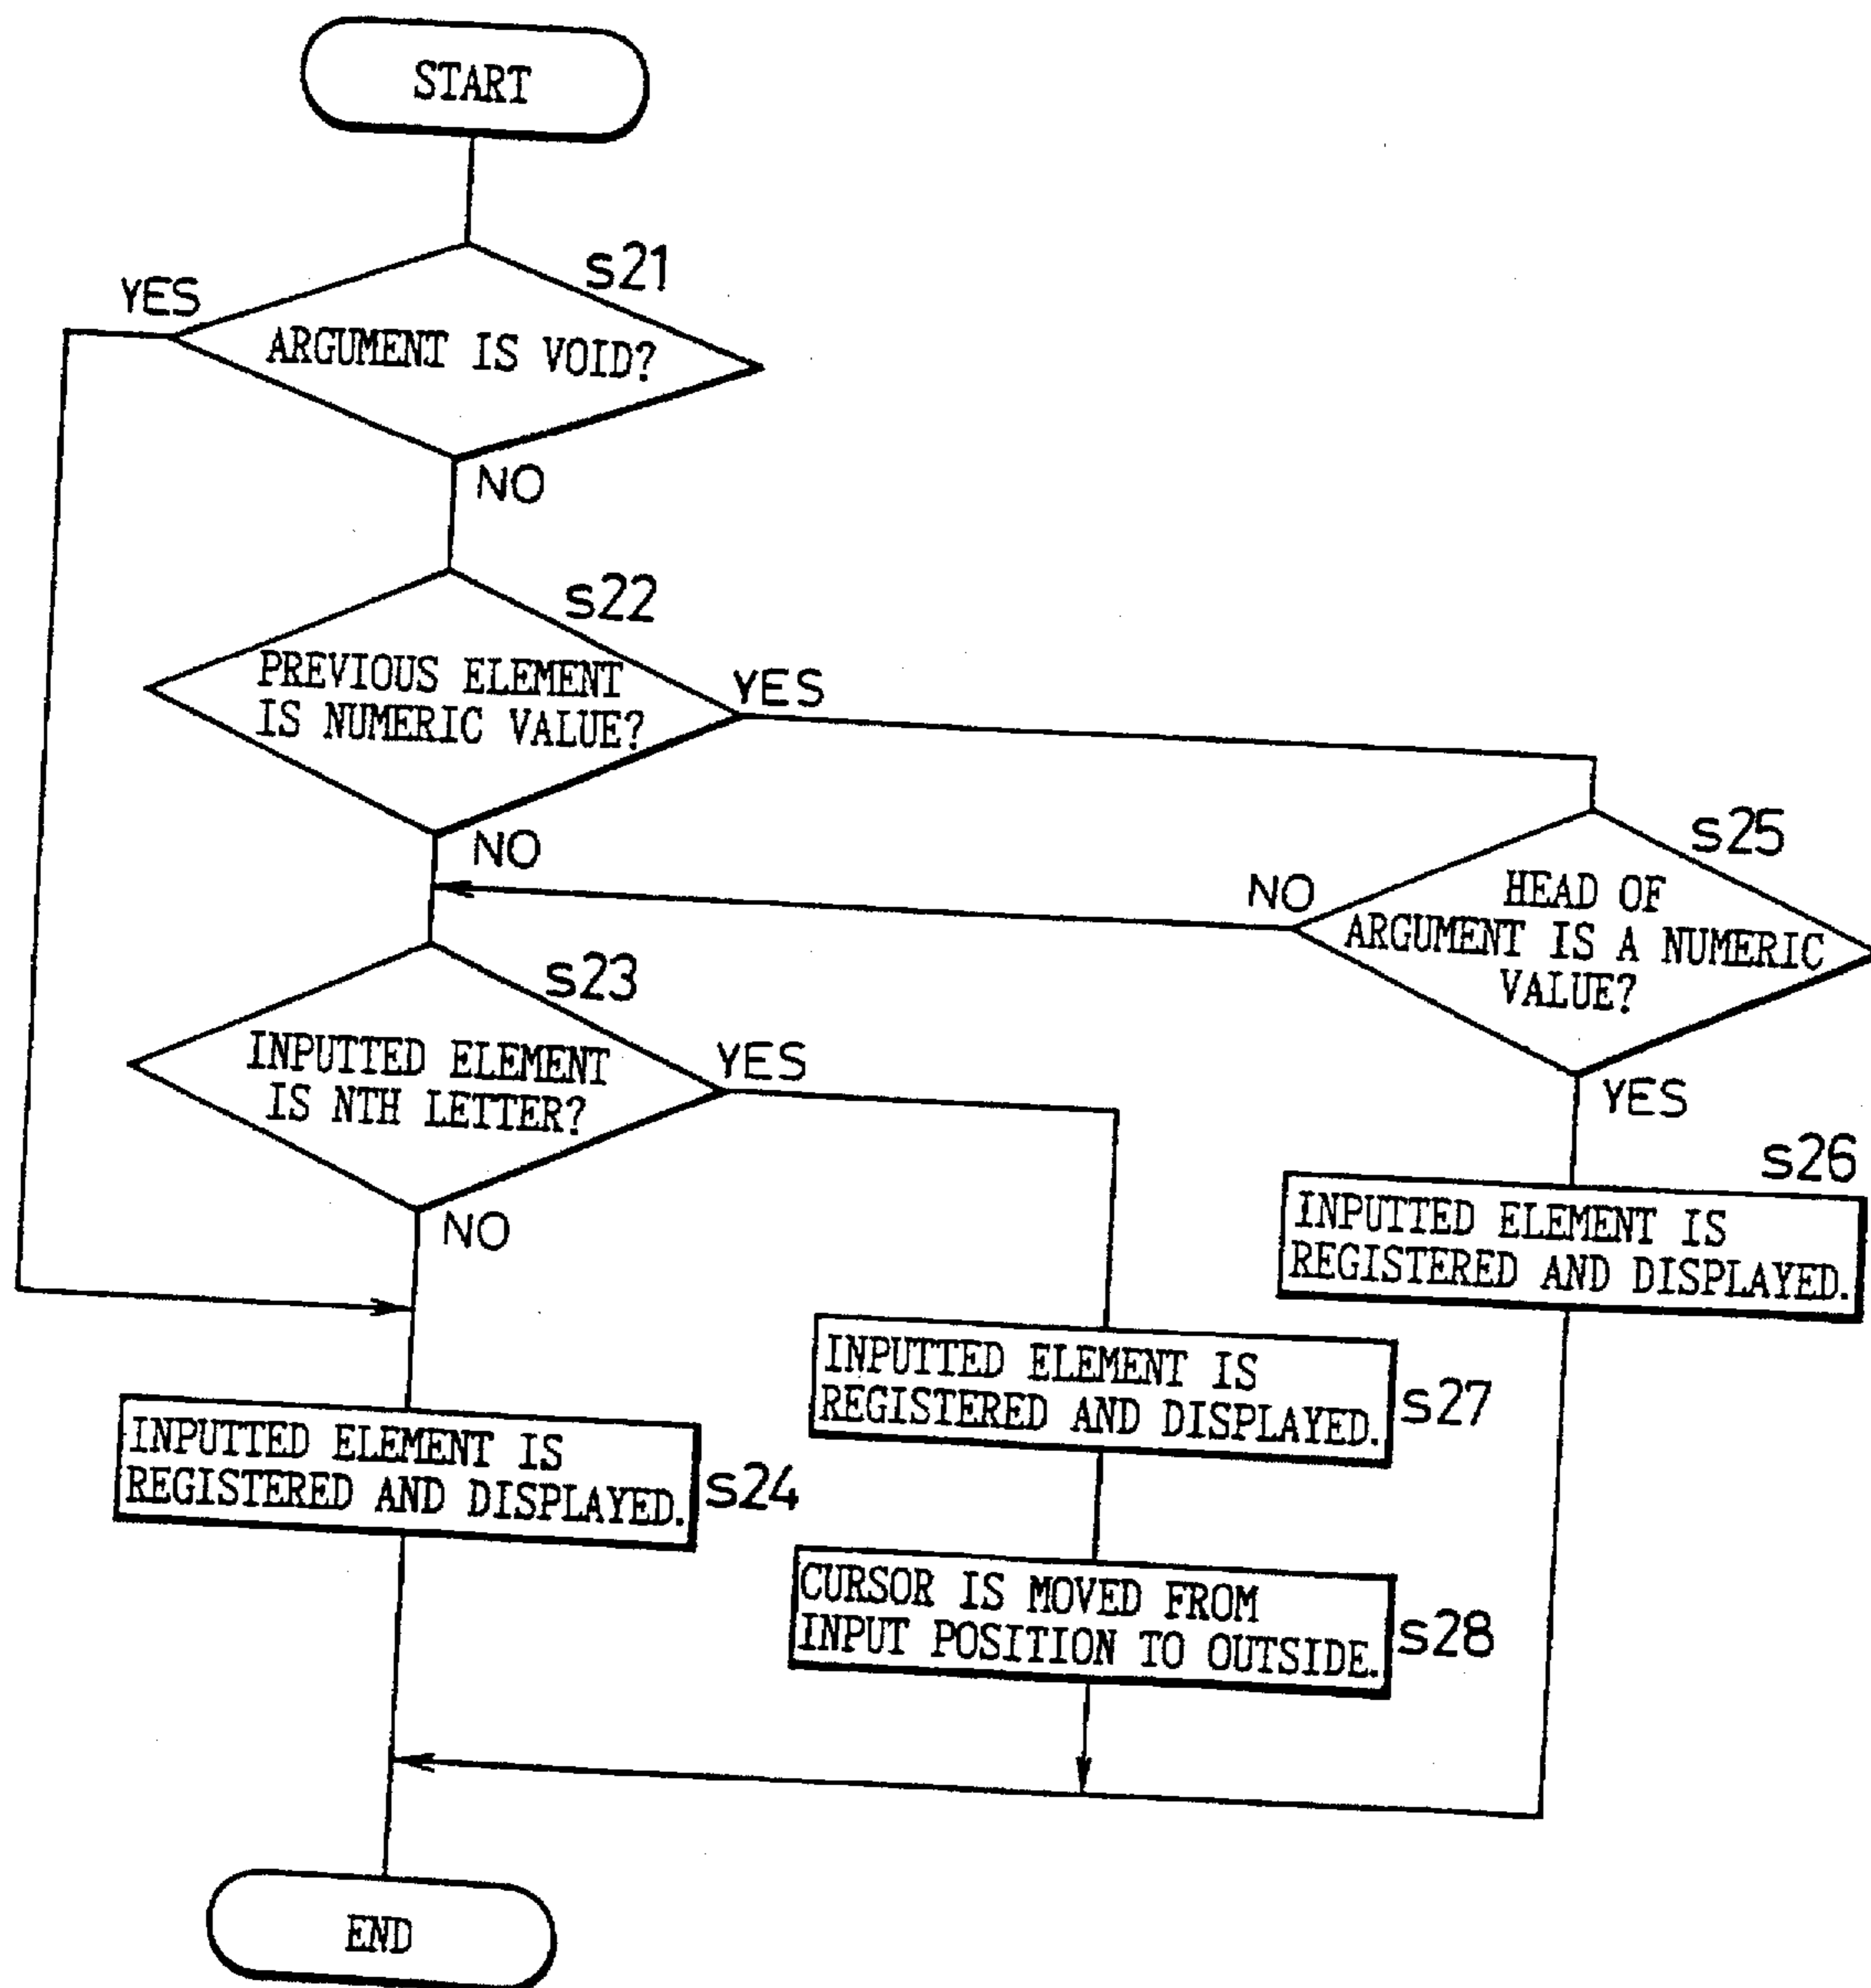 START
s21
YES
ARGUMENT IS VOID?
NO
s22
PREVIOUS ELEMENT
IS NUMERIC VALUE?
YES
NO
s25
NO
HEAD OF
ARGUMENT IS A NUMERIC
VALUE?
YES
s23
INPUTTED ELEMENT
IS NTH LETTER?
YES
NO
s26
INPUTTED ELEMENT IS
REGISTERED AND DISPLAYED.
INPUTTED ELEMENT IS
REGISTERED AND DISPLAYED.
s27
INPUTTED ELEMENT IS
REGISTERED AND DISPLAYED.
s24
CURSOR IS MOVED FROM
INPUT POSITION TO OUTSIDE.
s28
END